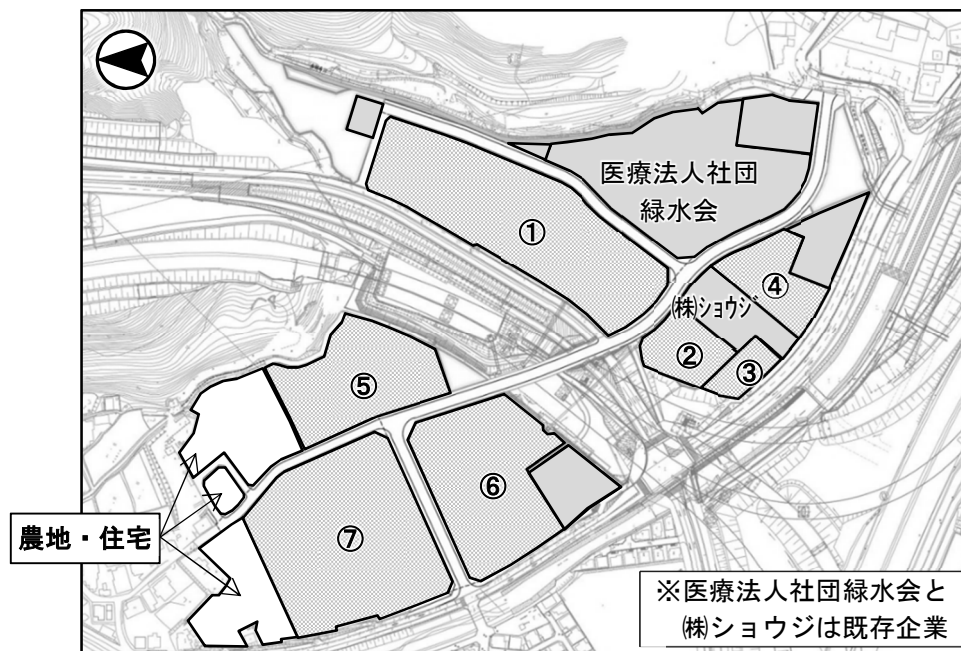 医療法人社団
緑水会
①
④
㈱ショウジ
②
③
⑤
⑥
⑦
農地・住宅
※医療法人社団緑水会と
㈱ショウジは既存企業